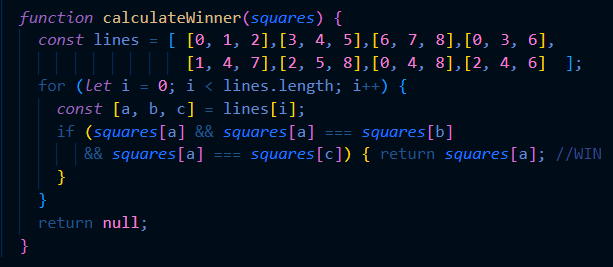 function calculateWinner(squares) {
  const lines = [ [0, 1, 2],[3, 4, 5],[6, 7, 8],[0, 3, 6],
                  [1, 4, 7],[2, 5, 8],[0, 4, 8],[2, 4, 6]  ];
  for (let i = 0; i < lines.length; i++) {
    const [a, b, c] = lines[i];
    if (squares[a] && squares[a] === squares[b]
       && squares[a] === squares[c]) { return squares[a]; //WIN
    }
  }
  return null;
}